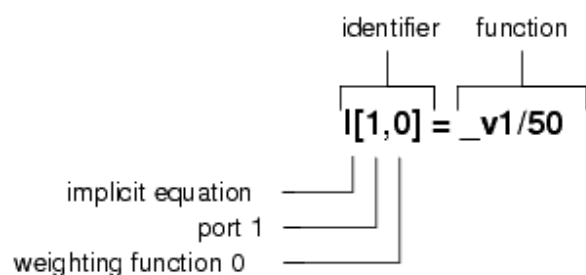 identifier function
I[1,0] = _v1/50
implicit equation
port 1
weighting function 0